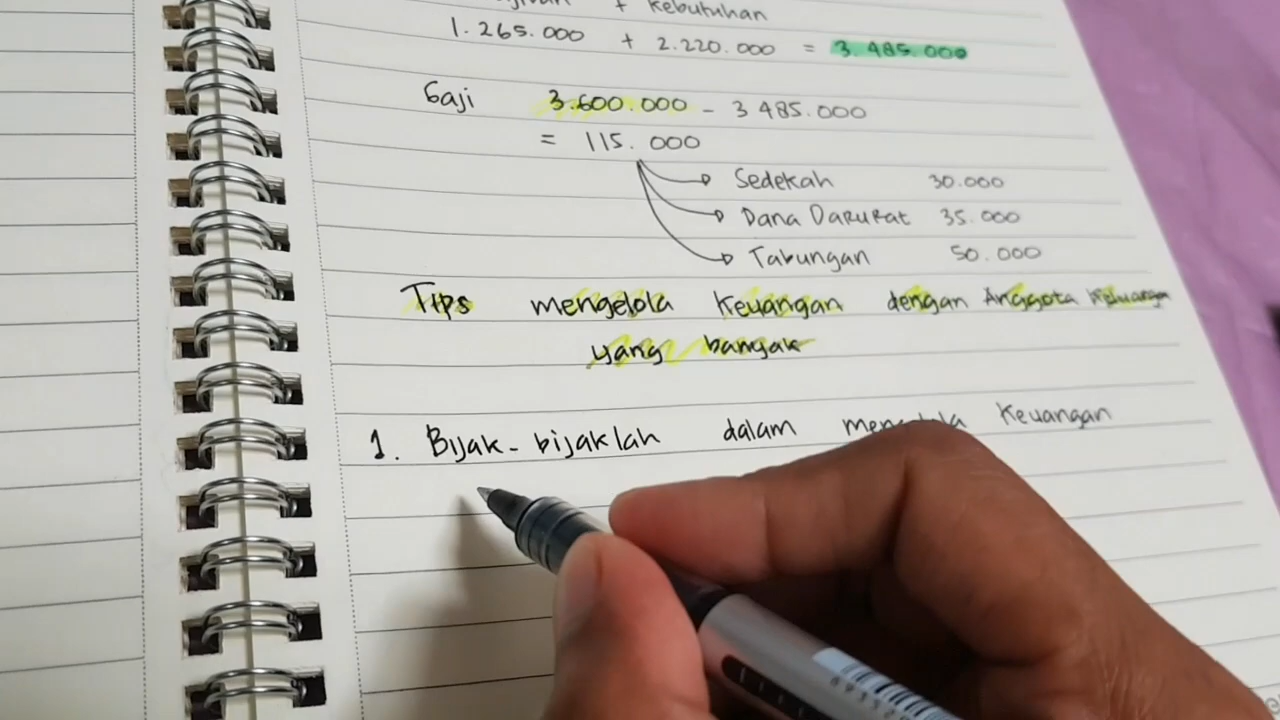 + Kebutuhan
1.265.000 + 2.220.000 = 3.485.000
Gaji 3.600.000 - 3 485.000
= 115.000
Sedekah 30.000
Dana Darurat 35.000
Tabungan 50.000
Tips mengelola Keuangan dengan Anggota Keluarga
yang banyak
1. Bijak-bijaklah dalam mengelola Keuangan